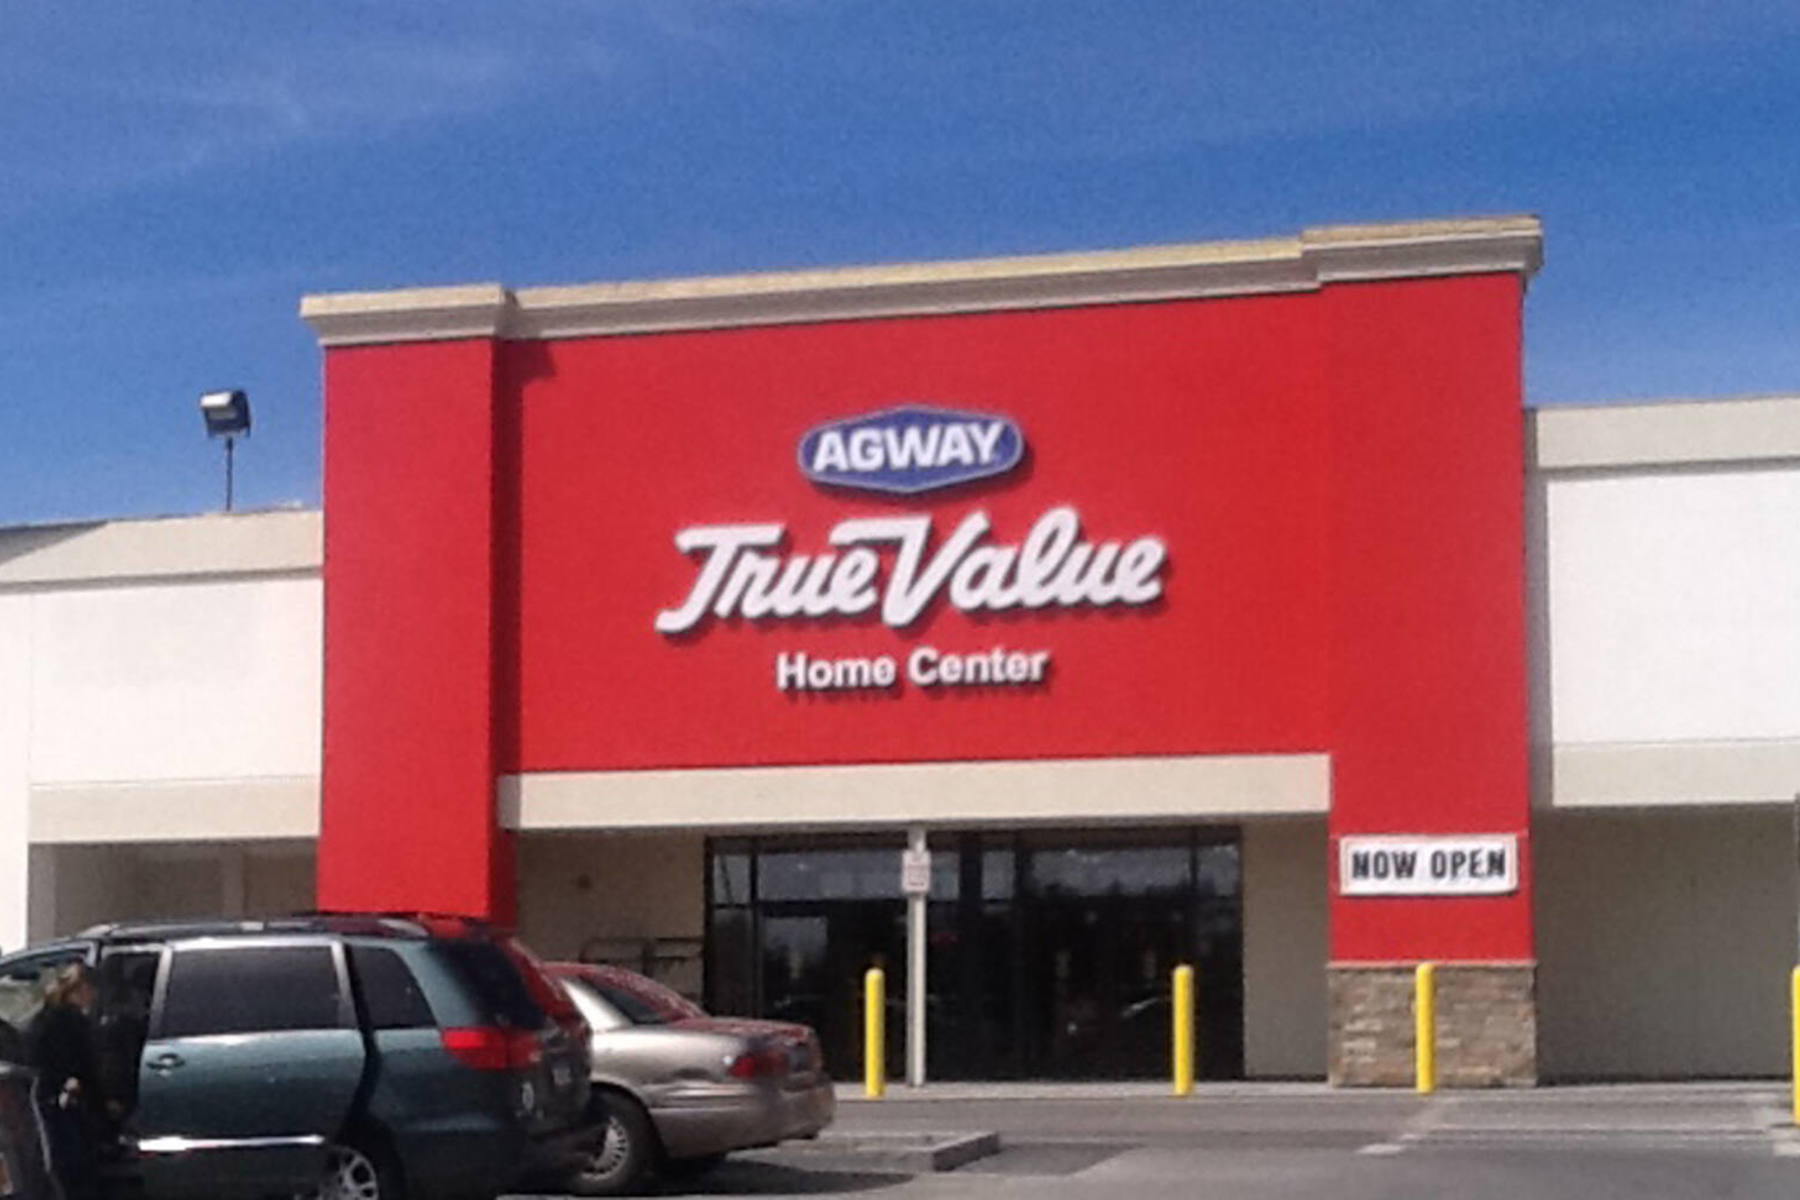 AGWAY
True Value
Home Center
NOW OPEN